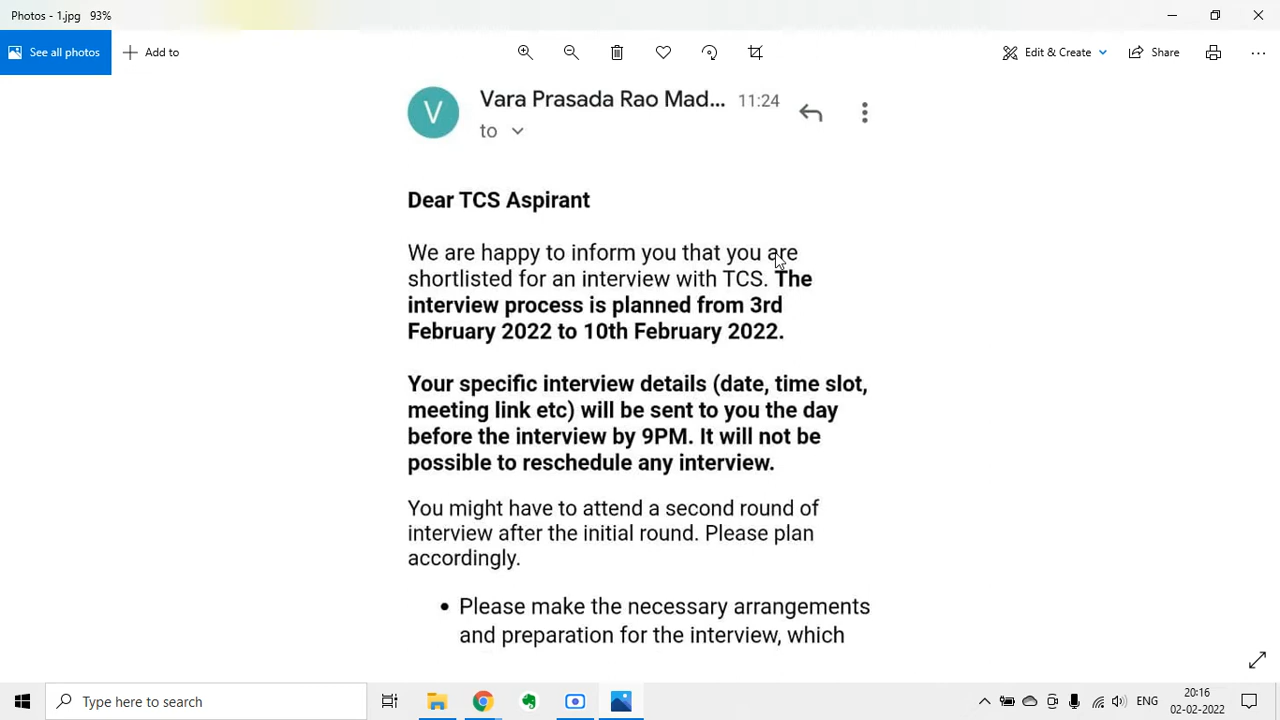 Photos - 1.jpg 93%
See all photos
Add to
Edit & Create
Share
V
Vara Prasada Rao Mad... 11:24
to
Dear TCS Aspirant
We are happy to inform you that you are
shortlisted for an interview with TCS. The
interview process is planned from 3rd
February 2022 to 10th February 2022.
Your specific interview details (date, time slot,
meeting link etc) will be sent to you the day
before the interview by 9PM. It will not be
possible to reschedule any interview.
You might have to attend a second round of
interview after the initial round. Please plan
accordingly.
• Please make the necessary arrangements
and preparation for the interview, which
Type here to search
ENG
20:16
02-02-2022